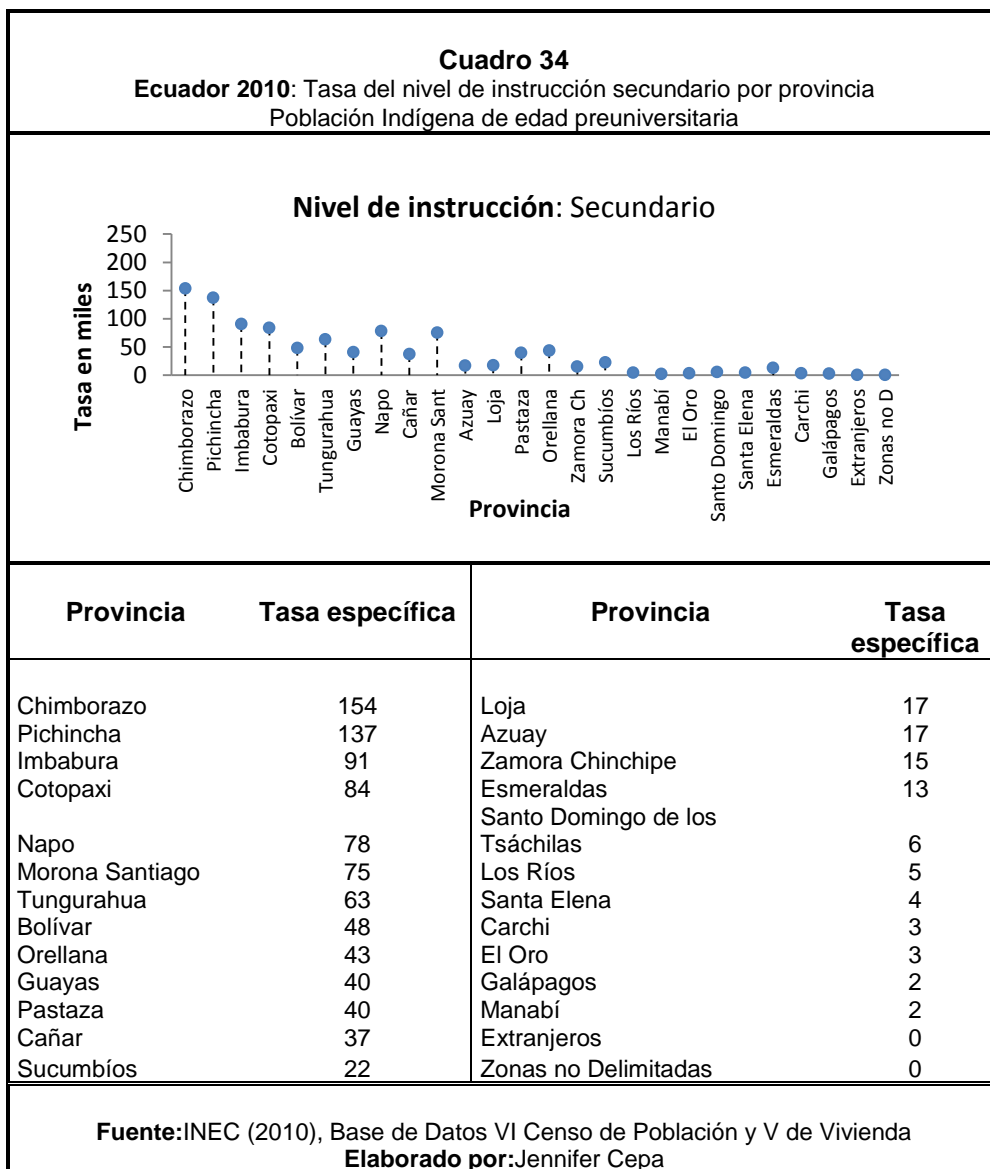 Cuadro 34
Ecuador 2010: Tasa del nivel de instrucción secundario por provincia
Población Indígena de edad preuniversitaria
Nivel de instrucción: Secundario
Tasa en miles
250
200
150
100
50
0
Chimborazo
Pichincha
Imbabura
Cotopaxi
Bolívar
Tungurahua
Guayas
Napo
Cañar
Morona Sant
Azuay
Loja
Pastaza
Orellana
Zamora Ch
Sucumbíos
Los Ríos
Manabí
El Oro
Santo Domingo
Santa Elena
Esmeraldas
Carchi
Galápagos
Extranjeros
Zonas no D
Provincia
Provincia Tasa específica Provincia Tasa
específica
Chimborazo 154 Loja 17
Pichincha 137 Azuay 17
Imbabura 91 Zamora Chinchipe 15
Cotopaxi 84 Esmeraldas 13
Santo Domingo de los
Napo 78 Tsáchilas 6
Morona Santiago 75 Los Ríos 5
Tungurahua 63 Santa Elena 4
Bolívar 48 Carchi 3
Orellana 43 El Oro 3
Guayas 40 Galápagos 2
Pastaza 40 Manabí 2
Cañar 37 Extranjeros 0
Sucumbíos 22 Zonas no Delimitadas 0
Fuente:INEC (2010), Base de Datos VI Censo de Población y V de Vivienda
Elaborado por:Jennifer Cepa